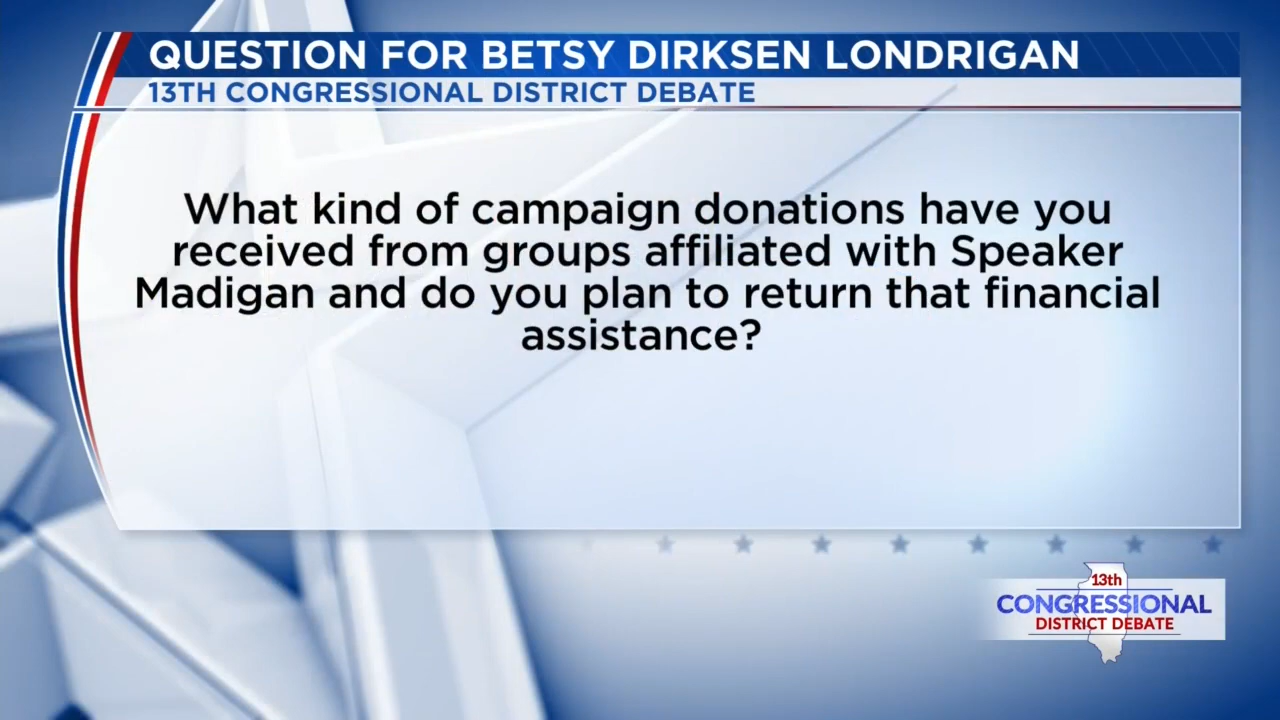 QUESTION FOR BETSY DIRKSEN LONDRIGAN
13TH CONGRESSIONAL DISTRICT DEBATE
What kind of campaign donations have you
received from groups affiliated with Speaker
Madigan and do you plan to return that financial
assistance?
13th
CONGRESSIONAL
DISTRICT DEBATE